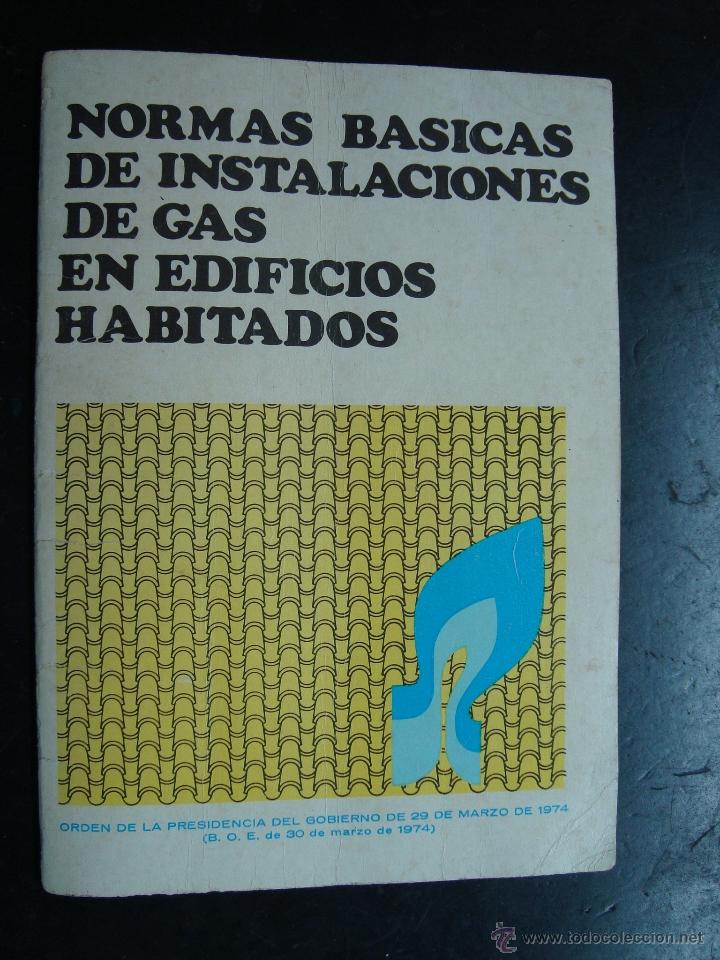 NORMAS BASICAS
DE INSTALACIONES
DE GAS
EN EDIFICIOS
HABITADOS
ORDEN DE LA PRESIDENCIA DEL GOBIERNO DE 29 DE MARZO DE 1974
(B. O. E. de 30 de marzo de 1974)
© www.todocoleccion.net